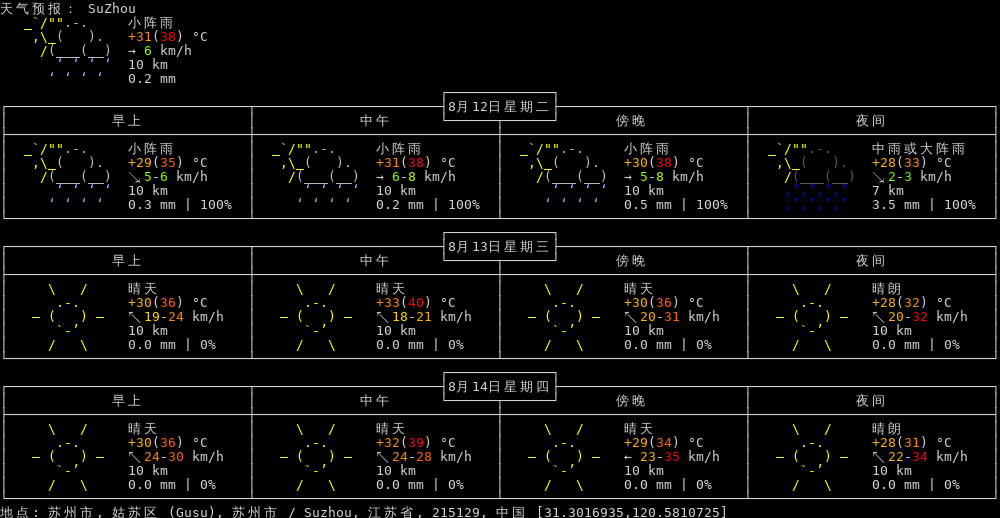 天气预报： SuZhou
小阵雨
+31(38) °C
→ 6 km/h
10 km
0.2 mm
8月12日星期二
早上 中午 傍晚 夜间
小阵雨 小阵雨 小阵雨 中雨或大阵雨
+29(35) °C +31(38) °C +30(38) °C +28(33) °C
↘ 5-6 km/h → 6-8 km/h → 5-8 km/h ↘ 2-3 km/h
10 km 10 km 10 km 7 km
0.3 mm | 100% 0.2 mm | 100% 0.5 mm | 100% 3.5 mm | 100%
8月13日星期三
早上 中午 傍晚 夜间
晴天 晴天 晴天 晴朗
+30(36) °C +33(40) °C +30(36) °C +28(32) °C
↖ 19-24 km/h ↖ 18-21 km/h ↖ 20-31 km/h ↖ 20-32 km/h
10 km 10 km 10 km 10 km
0.0 mm | 0% 0.0 mm | 0% 0.0 mm | 0% 0.0 mm | 0%
8月14日星期四
早上 中午 傍晚 夜间
晴天 晴天 晴天 晴朗
+30(36) °C +32(39) °C +29(34) °C +28(31) °C
↖ 24-30 km/h ↖ 24-28 km/h ← 23-35 km/h ↖ 22-34 km/h
10 km 10 km 10 km 10 km
0.0 mm | 0% 0.0 mm | 0% 0.0 mm | 0% 0.0 mm | 0%
地点: 苏州市, 姑苏区 (Gusu), 苏州市 / Suzhou, 江苏省, 215129, 中国 [31.3016935,120.5810725]